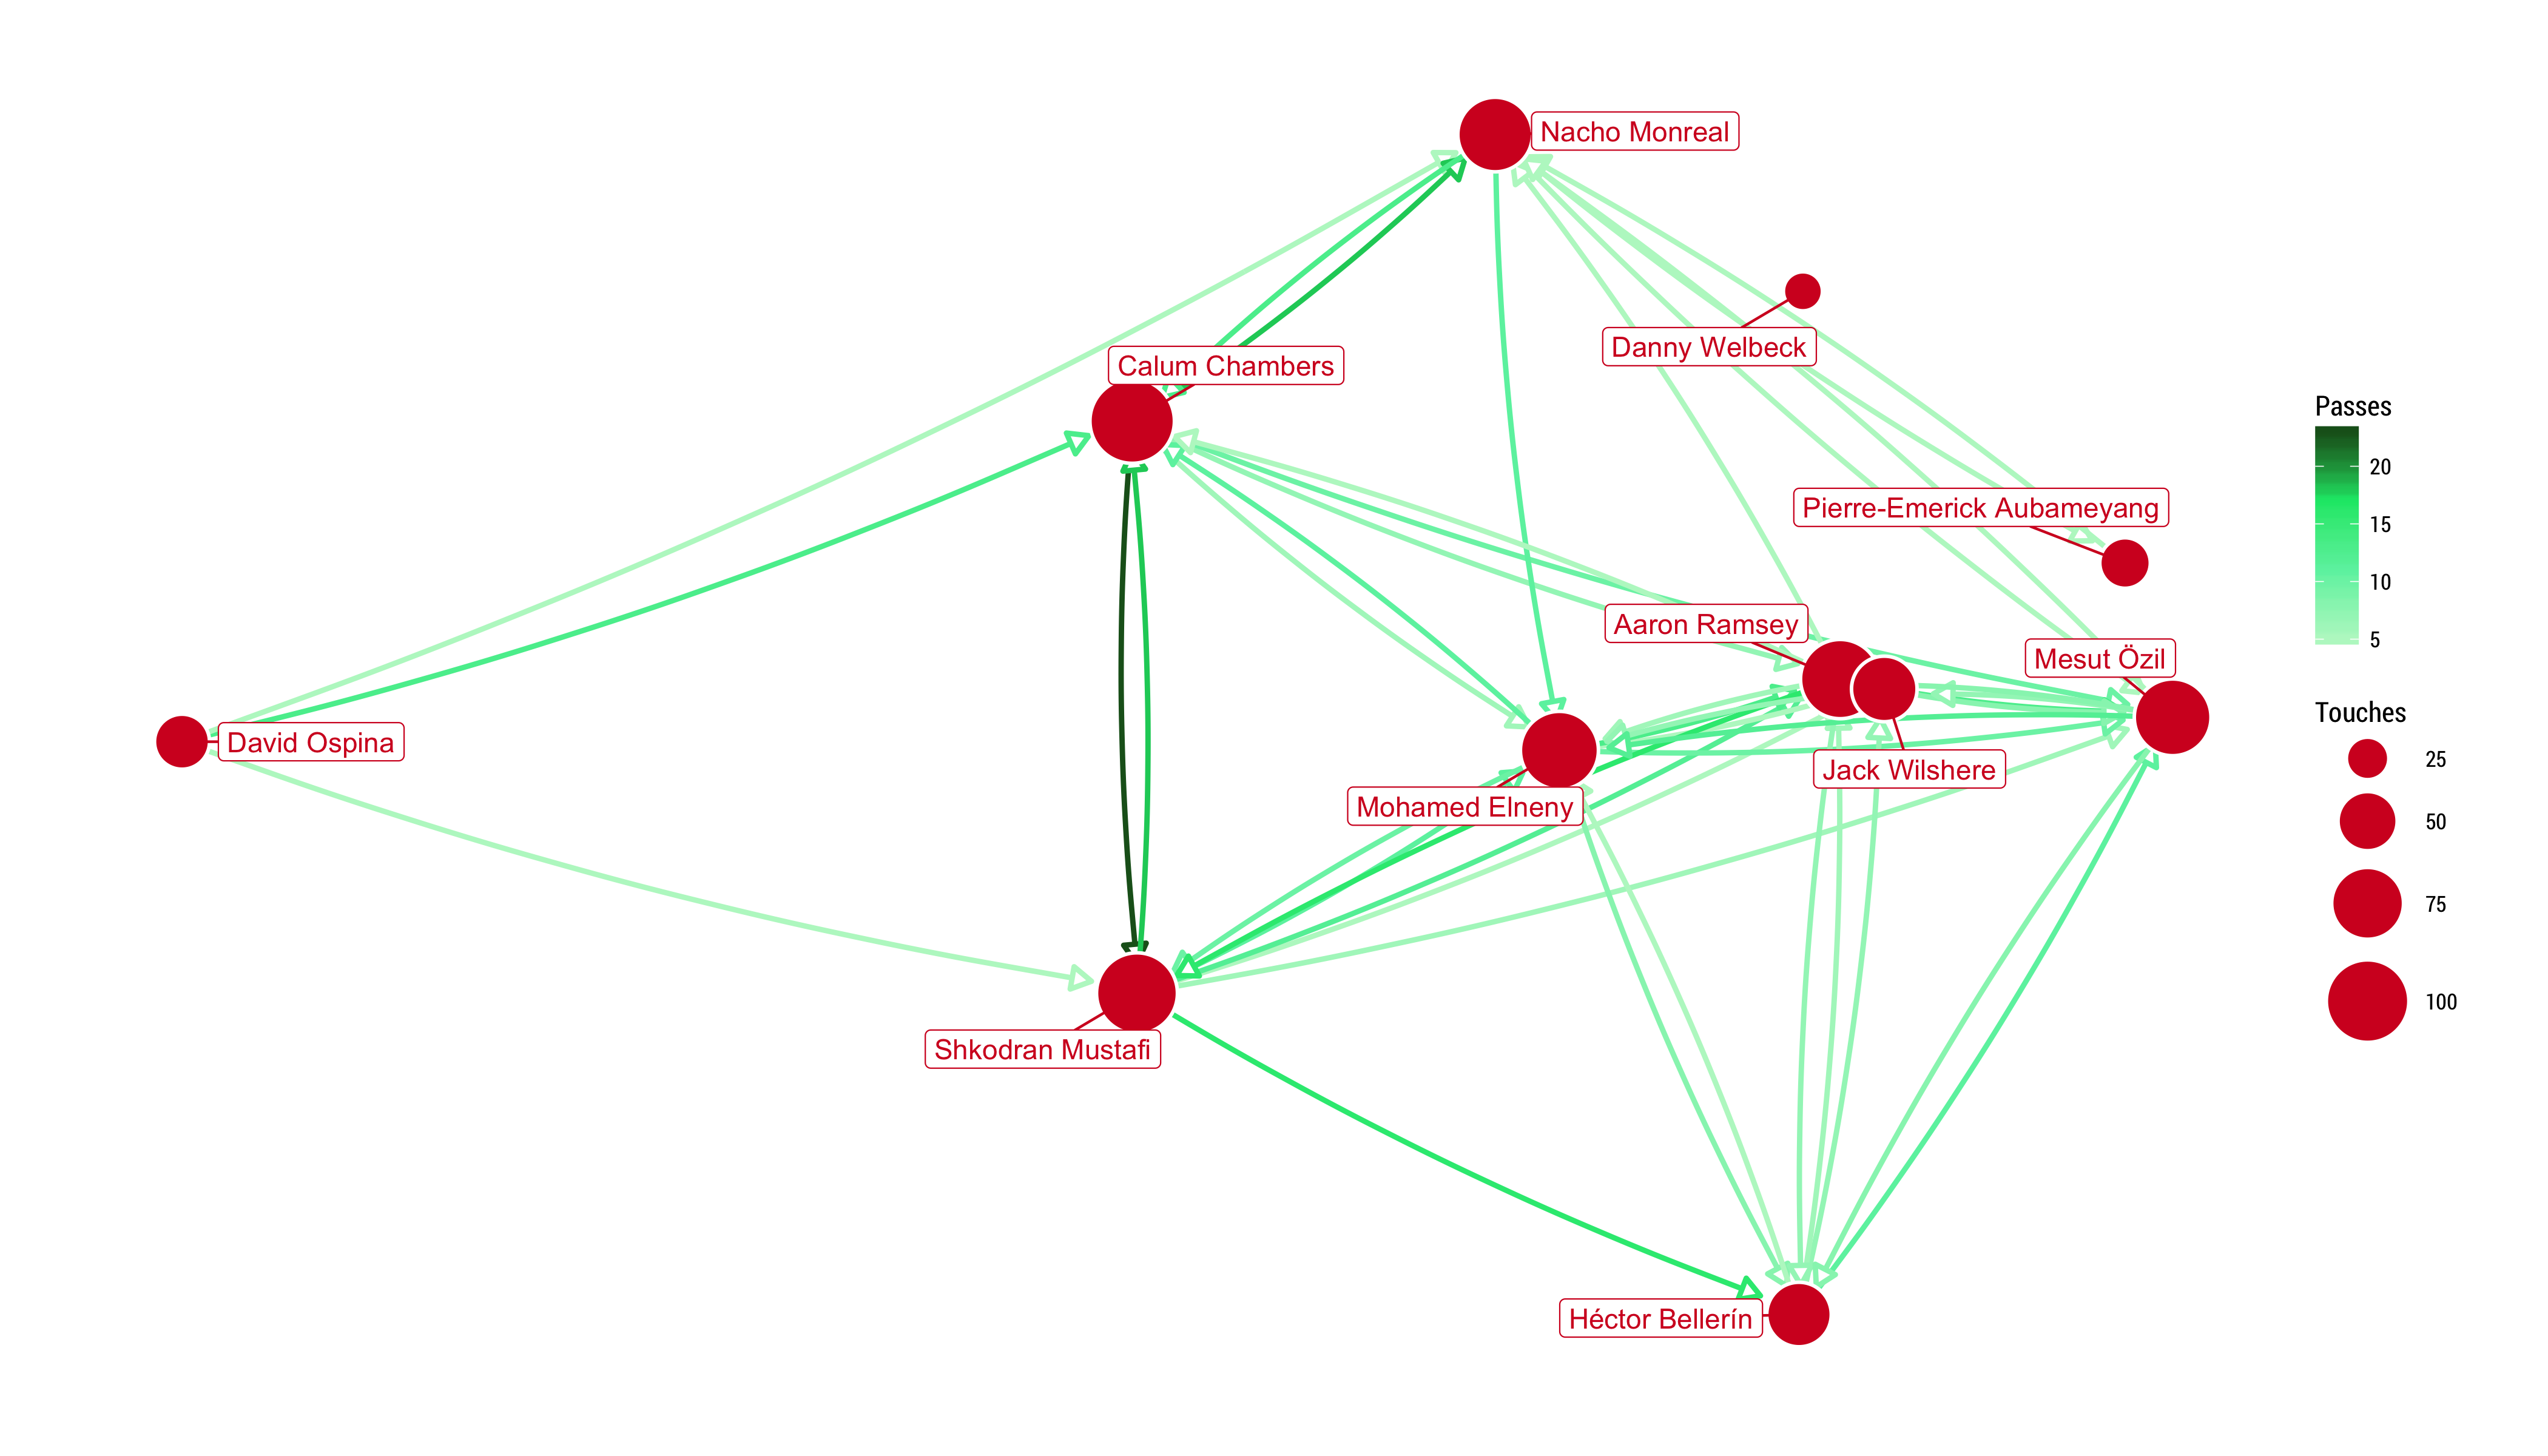 Nacho Monreal
Danny Welbeck
Calum Chambers
Passes
20
15
10
5
Pierre-Emerick Aubameyang
Aaron Ramsey
Mesut Özil
Touches
25
50
75
100
David Ospina
Jack Wilshere
Mohamed Elneny
Shkodran Mustafi
Héctor Bellerín